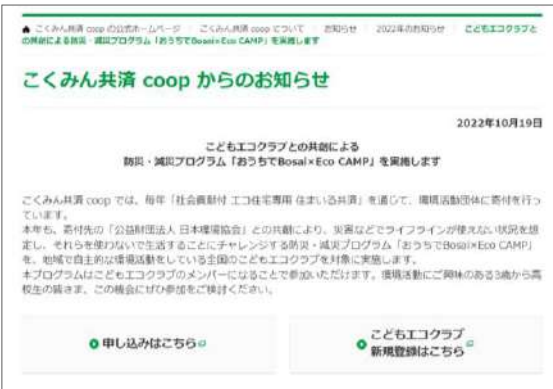 こくみん共済 coop の公式ホームページ　こくみん共済 coop について　お知らせ　2022年のお知らせ　こどもエコクラブと
の共創による防災・減災プログラム「おうちでBosai×Eco CAMP」を実施します
こくみん共済 coop からのお知らせ
2022年10月19日
こどもエコクラブとの共創による
防災・減災プログラム「おうちでBosai×Eco CAMP」を実施します
こくみん共済 coop では、毎年「社会貢献付 エコ住宅専用 住まいる共済」を通じて、環境活動団体に寄付を行っ
ています。
本年も、寄付先の「公益財団法人 日本環境協会」との共創により、災害などでライフラインが使えない状況を想
定し、それらを使わないで生活することにチャレンジする防災・減災プログラム「おうちでBosai×Eco CAMP」
を、地域で自主的な環境活動をしている全国のこどもエコクラブを対象に実施します。
本プログラムはこどもエコクラブのメンバーになることで参加いただけます。環境活動にご興味のある3歳から高
校生の皆さま、この機会にぜひ参加をご検討ください。
申し込みはこちら
こどもエコクラブ
新規登録はこちら